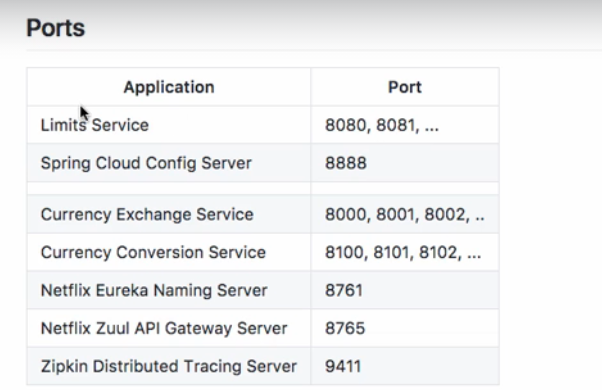 Ports
Application Port
Limits Service 8080, 8081, ...
Spring Cloud Config Server 8888
Currency Exchange Service 8000, 8001, 8002, ..
Currency Conversion Service 8100, 8101, 8102, ...
Netflix Eureka Naming Server 8761
Netflix Zuul API Gateway Server 8765
Zipkin Distributed Tracing Server 9411